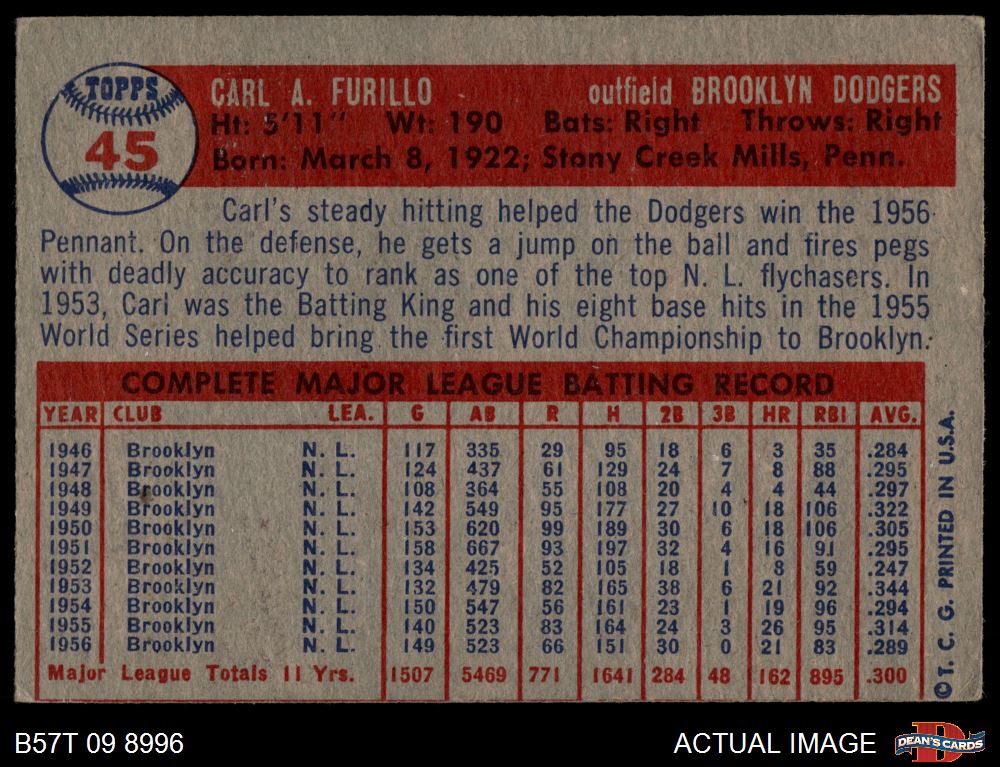 TOPPS
45
CARL A. FURILLO outfield BROOKLYN DODGERS
Ht: 5'11" Wt: 190 Bats: Right Throws: Right
Born: March 8, 1922; Stony Creek Mills, Penn.
Carl's steady hitting helped the Dodgers win the 1956
Pennant. On the defense, he gets a jump on the ball and fires pegs
with deadly accuracy to rank as one of the top N. L. flychasers. In
1953, Carl was the Batting King and his eight base hits in the 1955
World Series helped bring the first World Championship to Brooklyn.
COMPLETE MAJOR LEAGUE BATTING RECORD
YEAR CLUB LEA. G AB R H 2B 3B HR RBI AVG.
1946 Brooklyn N. L. 117 335 29 95 18 6 3 35 .284
1947 Brooklyn N. L. 124 437 61 129 24 7 8 88 .295
1948 Brooklyn N. L. 108 364 55 108 20 4 4 44 .297
1949 Brooklyn N. L. 142 549 95 177 27 10 18 106 .322
1950 Brooklyn N. L. 153 620 99 189 30 6 18 106 .305
1951 Brooklyn N. L. 158 667 93 197 32 4 16 91 .295
1952 Brooklyn N. L. 134 425 52 105 18 1 8 59 .247
1953 Brooklyn N. L. 132 479 82 165 38 6 21 92 .344
1954 Brooklyn N. L. 150 547 56 161 23 1 19 96 .294
1955 Brooklyn N. L. 140 523 83 164 24 3 26 95 .314
1956 Brooklyn N. L. 149 523 66 151 30 0 21 83 .289
Major League Totals 11 Yrs. 1507 5469 771 1641 284 48 162 895 .300
© T. C. G. PRINTED IN U.S.A.
B57T 09 8996
ACTUAL IMAGE
D
DEAN'S CARDS